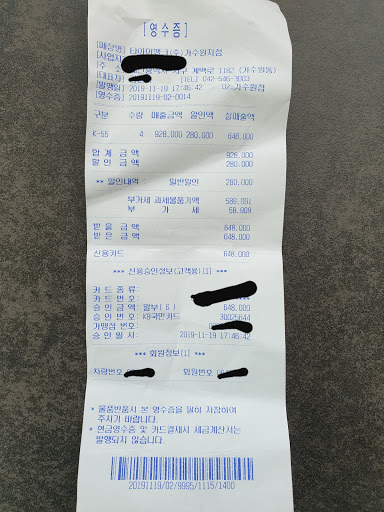 [영수증]
[매장명] 타이어뱅크(주)가수원지점
[사업자
[주 소 서구 계백로 1182 (가수원동)
[대표자 [TEL] 042-546-3003
[발행일] 2019-11-19 17:46:42 02-가수원점
[영수증] 20191119-02-0014
구분 수량 매출금액 할인액 실매출액
K-55 4 928,000 280,000 648,000
합 계 금 액 928,000
할 인 금 액 280,000
** 할인내역 : 일반할인 280,000
부가세 과세물품가액 589,091
부 가 세 58,909
받 을 금 액 648,000
받 은 금 액 648,000
신용카드 648,000
*** 신용승인정보(고객용)[1] ***
카 드 종 류:
카 드 번 호:
승 인 금 액: 할부(6) 648,000
승 인 번 호: KB국민카드 30025644
가맹점 번호:
승 인 일 시: 2019-11-19 17:46:42
*** 회원정보[1] ***
차량번호 회원번호
* 물품반품시 본 영수증을 필히 지참하여
주시기 바랍니다.
* 현금영수증 및 카드결제시 세금계산서는
발행되지 않습니다.
20191119/02/9995/1115/1400